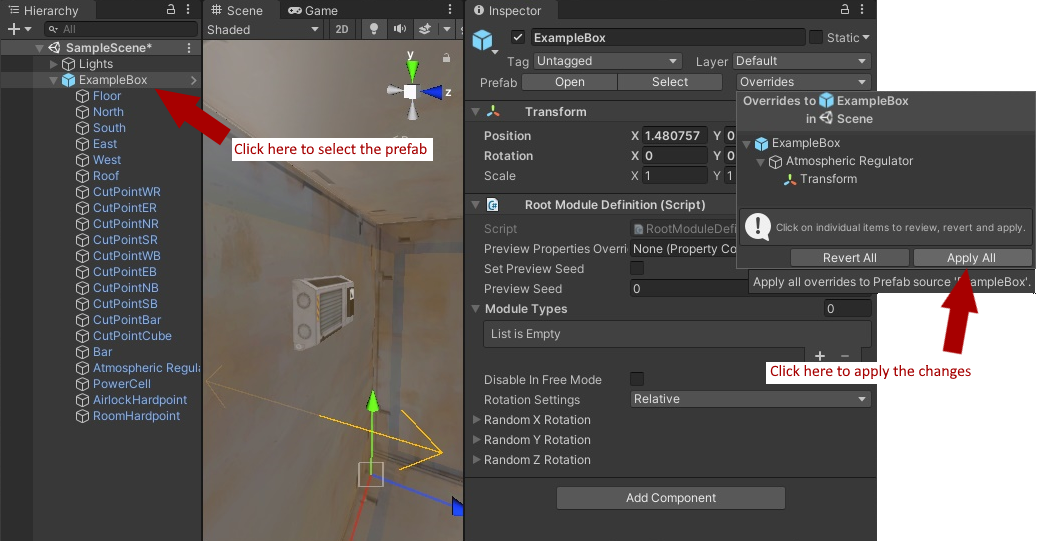 Hierarchy
All
SampleScene*
Lights
ExampleBox
Floor
North
South
East
West
Roof
CutPointWR
CutPointER
CutPointNR
CutPointSR
CutPointWB
CutPointEB
CutPointNB
CutPointSB
CutPointBar
CutPointCube
Bar
Atmospheric Regula
PowerCell
AirlockHardpoint
RoomHardpoint
Click here to select the prefab
Scene
Game
Shaded
2D
y
z
Inspector
ExampleBox
Static
Tag Untagged
Layer Default
Prefab Open Select Overrides
Transform
Position X 1.480757 Y 0
Rotation X 0 Y 0
Scale X 1 Y 1
Root Module Definition (Script)
Script RootModuleDefi
Preview Properties Overri None (Property Co
Set Preview Seed
Preview Seed 0
Module Types 0
List is Empty
Disable In Free Mode
Rotation Settings Relative
Random X Rotation
Random Y Rotation
Random Z Rotation
Add Component
Overrides to ExampleBox
in Scene
ExampleBox
Atmospheric Regulator
Transform
Click on individual items to review, revert and apply.
Revert All Apply All
Apply all overrides to Prefab source 'ExampleBox'.
Click here to apply the changes